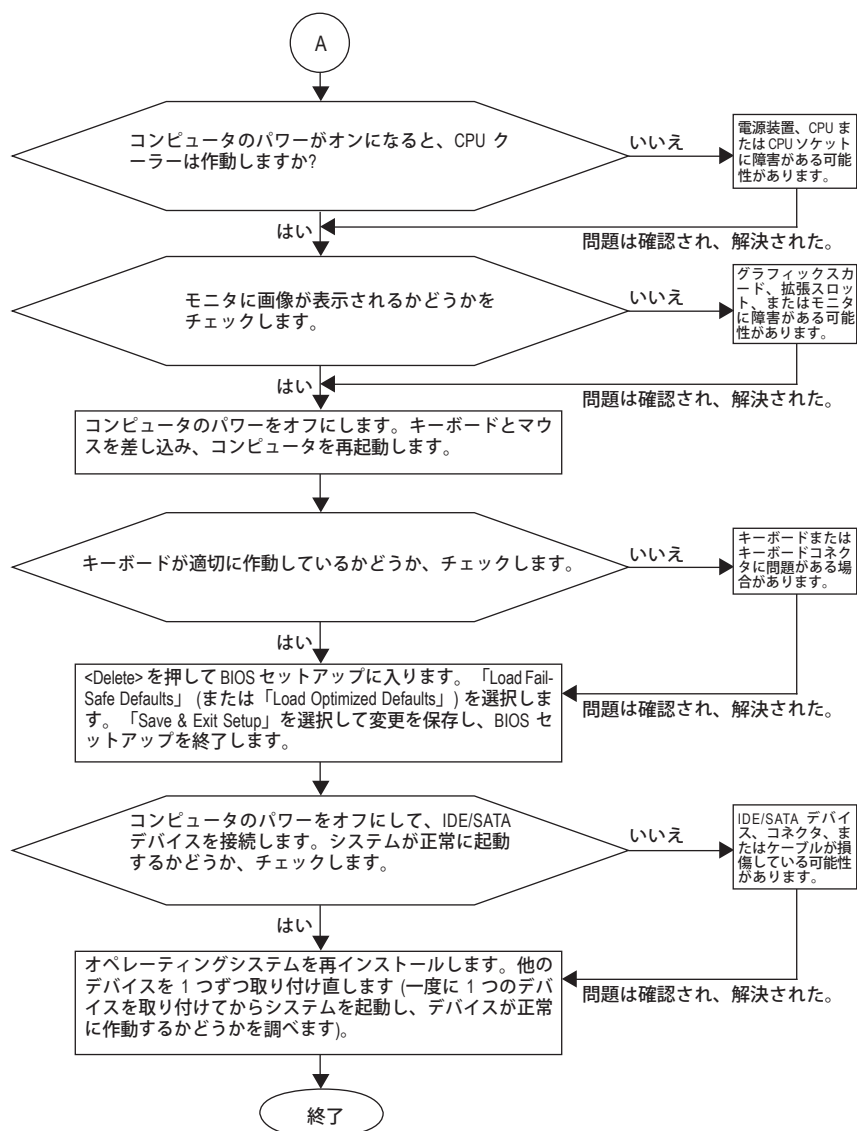 A
コンピュータのパワーがオンになると、CPU ク
ーラーは作動しますか?
いいえ
電源装置、CPU ま
たは CPU ソケット
に障害がある可能
性があります。
はい
問題は確認され、解決された。
モニタに画像が表示されるかどうかを
チェックします。
いいえ
グラフィックスカ
ード、拡張スロッ
ト、またはモニタ
に障害がある可能
性があります。
はい
問題は確認され、解決された。
コンピュータのパワーをオフにします。キーボードとマウ
スを差し込み、コンピュータを再起動します。
キーボードが適切に作動しているかどうか、チェックします。
いいえ
キーボードまたは
キーボードコネク
タに問題がある場
合があります。
はい
<Delete> を押して BIOS セットアップに入ります。「Load Fail-
Safe Defaults」 (または「Load Optimized Defaults」) を選択しま
す。「Save & Exit Setup」を選択して変更を保存し、BIOS セ
ットアップを終了します。
問題は確認され、解決された。
コンピュータのパワーをオフにして、IDE/SATA
デバイスを接続します。システムが正常に起動
するかどうか、チェックします。
いいえ
IDE/SATA デバイ
ス、コネクタ、ま
たはケーブルが損
傷している可能性
があります。
はい
オペレーティングシステムを再インストールします。他の
デバイスを 1 つずつ取り付け直します (一度に 1 つのデバ
イスを取り付けてからシステムを起動し、デバイスが正常
に作動するかどうかを調べます)。
問題は確認され、解決された。
終了